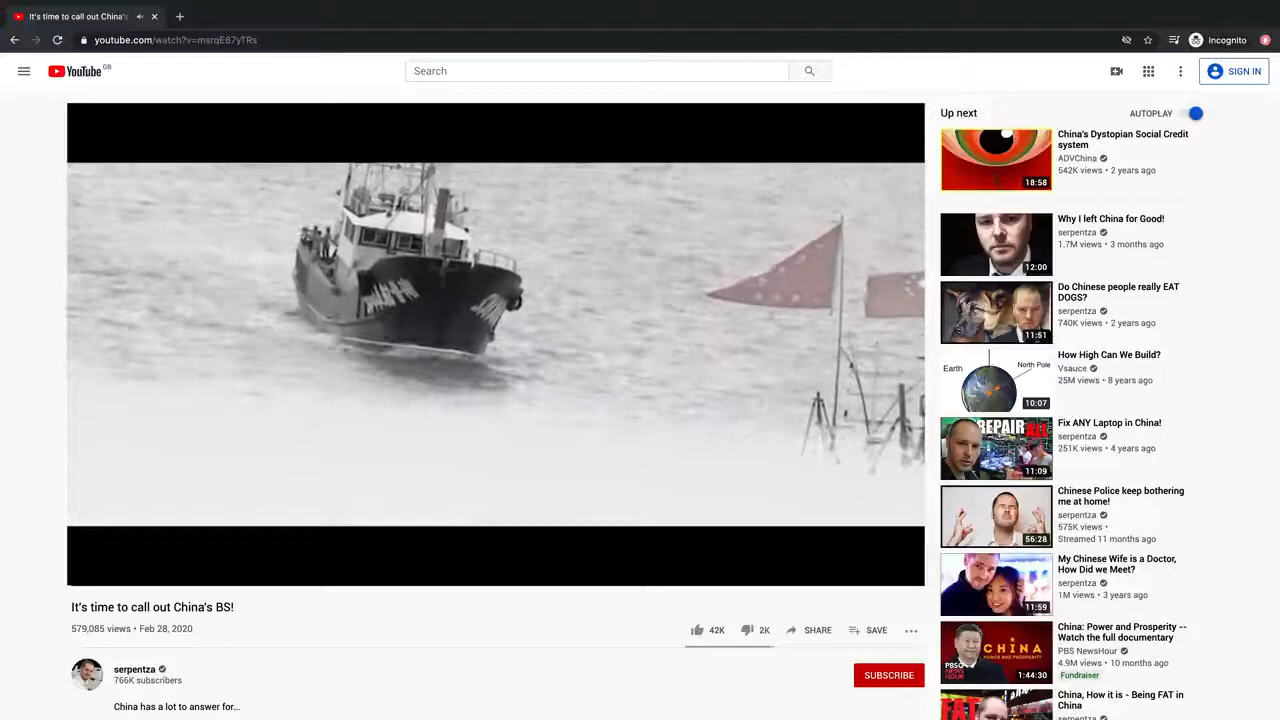 It's time to call out China's
youtube.com/watch?v=msrqE87yTRs
Incognito
YouTube GB
Search
SIGN IN
It's time to call out China's BS!
579,085 views • Feb 28, 2020
42K
2K
SHARE
SAVE
serpentza
766K subscribers
SUBSCRIBE
China has a lot to answer for...
Up next
AUTOPLAY
18:58
China's Dystopian Social Credit
system
ADVChina
542K views • 2 years ago
12:00
Why I left China for Good!
serpentza
1.7M views • 3 months ago
11:51
Do Chinese people really EAT
DOGS?
serpentza
740K views • 2 years ago
Earth
North Pole
10:07
How High Can We Build?
Vsauce
25M views • 8 years ago
REPAIR ALL
11:09
Fix ANY Laptop in China!
serpentza
251K views • 4 years ago
56:28
Chinese Police keep bothering
me at home!
serpentza
575K views •
Streamed 11 months ago
11:59
My Chinese Wife is a Doctor,
How Did we Meet?
serpentza
1M views • 3 years ago
CHINA
POWER AND PROSPERITY
PBS
NEWS
HOUR
1:44:30
China: Power and Prosperity --
Watch the full documentary
PBS NewsHour
4.9M views • 10 months ago
Fundraiser
FAT
China, How it is - Being FAT in
China
serpentza